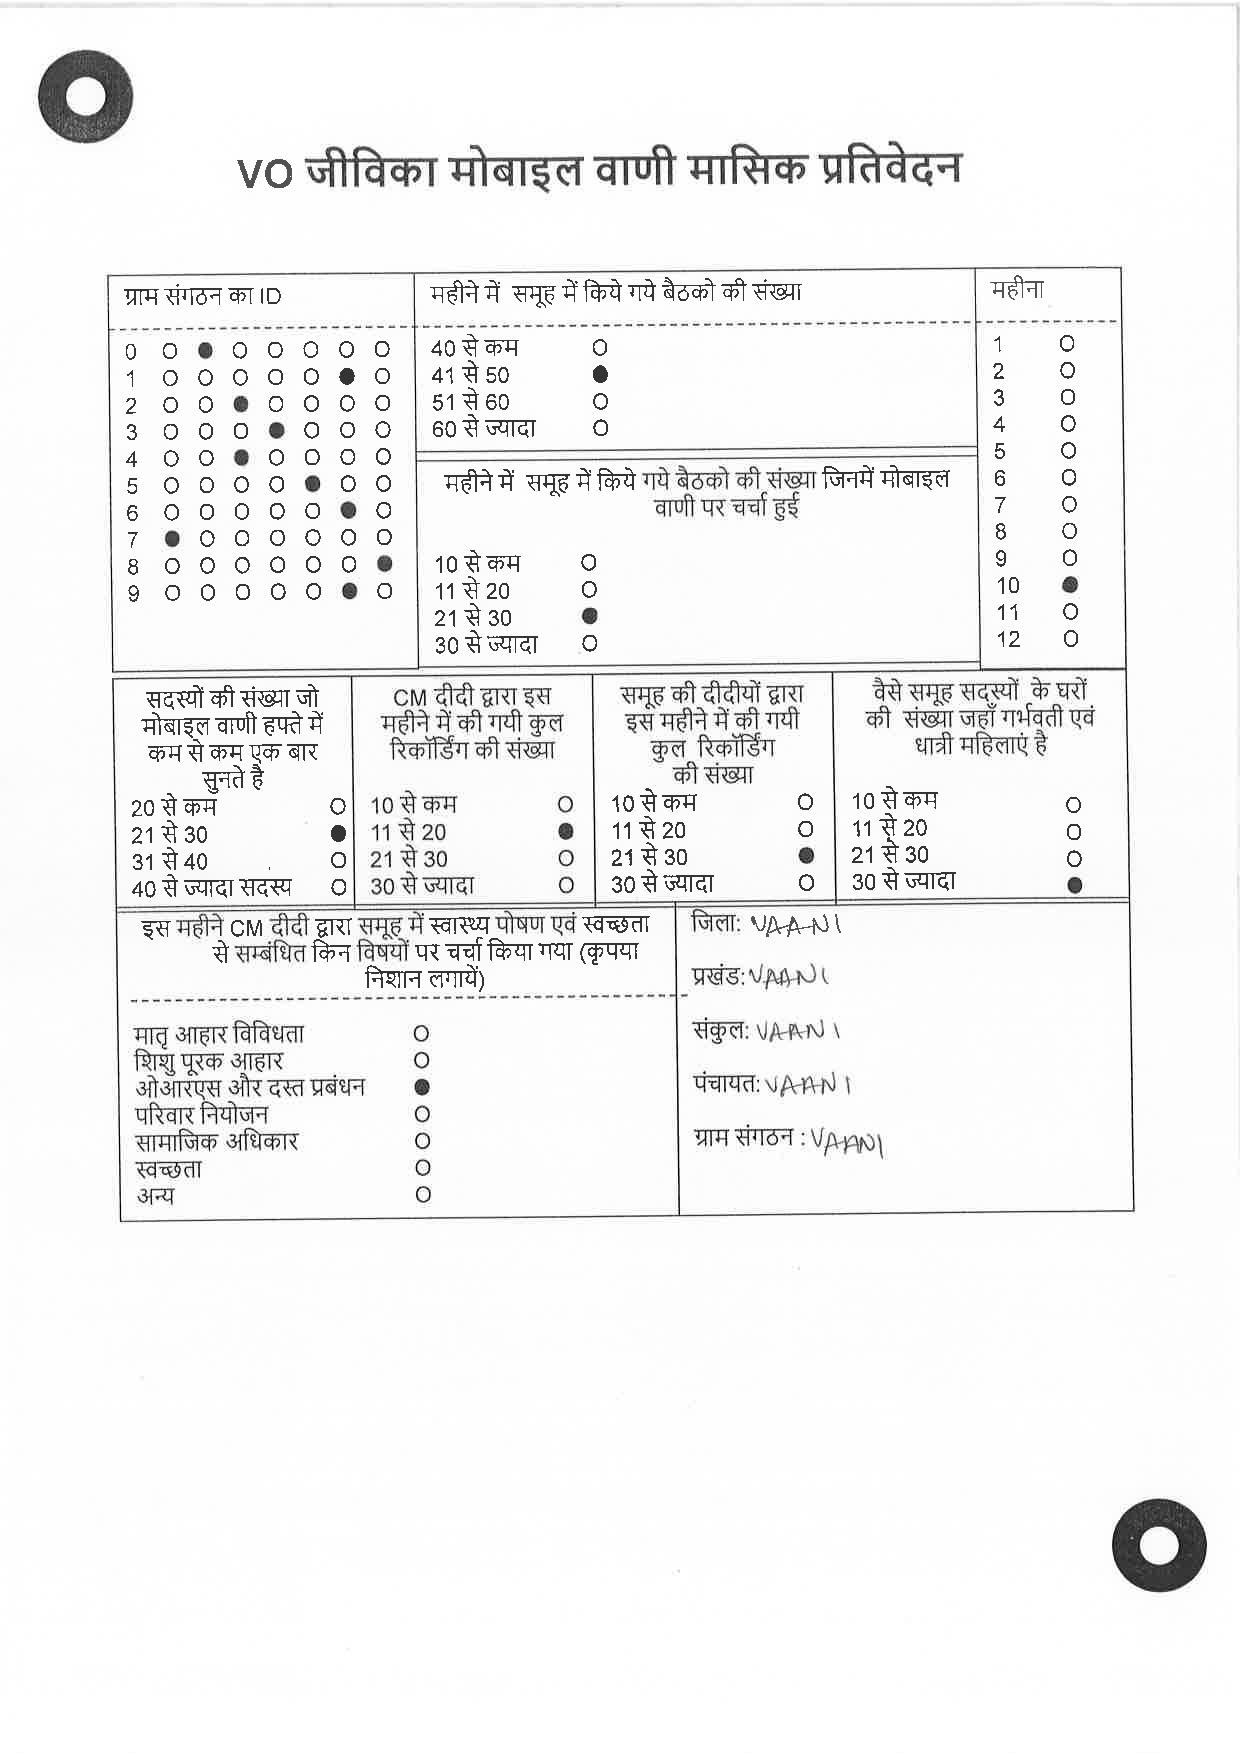 VO जीविका मोबाइल वाणी मासिक प्रतिवेदन
ग्राम संगठन का ID
0
1
2
3
4
5
6
7
8
9
महीने में समूह में किये गये बैठको की संख्या
40 से कम
41 से 50
51 से 60
60 से ज्यादा
महीने में समूह में किये गये बैठको की संख्या जिनमें मोबाइल
वाणी पर चर्चा हुई
10 से कम
11 से 20
21 से 30
30 से ज्यादा
महीना
1
2
3
4
5
6
7
8
9
10
11
12
सदस्यों की संख्या जो
मोबाइल वाणी हफ्ते में
कम से कम एक बार
सुनते है
20 से कम
21 से 30
31 से 40
40 से ज्यादा सदस्य
CM दीदी द्वारा इस
महीने में की गयी कुल
रिकॉर्डिंग की संख्या
10 से कम
11 से 20
21 से 30
30 से ज्यादा
समूह की दीदीयों द्वारा
इस महीने में की गयी
कुल रिकॉर्डिंग
की संख्या
10 से कम
11 से 20
21 से 30
30 से ज्यादा
वैसे समूह सदस्यों के घरों
की संख्या जहाँ गर्भवती एवं
धात्री महिलाएं है
10 से कम
11 से 20
21 से 30
30 से ज्यादा
इस महीने CM दीदी द्वारा समूह में स्वास्थ्य पोषण एवं स्वच्छता
से सम्बंधित किन विषयों पर चर्चा किया गया (कृपया
निशान लगायें)
मातृ आहार विविधता
शिशु पूरक आहार
ओआरएस और दस्त प्रबंधन
परिवार नियोजन
सामाजिक अधिकार
स्वच्छता
अन्य
जिला: VAANI
प्रखंड: VAANI
संकुल: VAANI
पंचायत: VAANI
ग्राम संगठन : VAANI